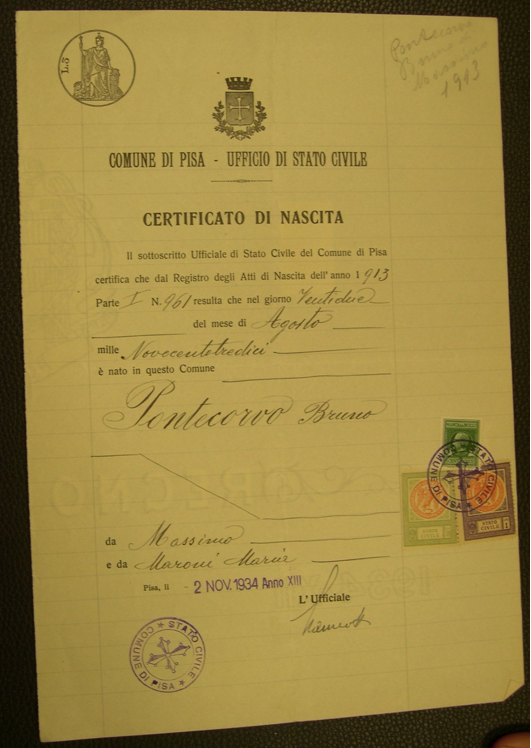 L.3
Pontecorvo
Bruno di
Massimo
1913
COMUNE DI PISA - UFFICIO DI STATO CIVILE
CERTIFICATO DI NASCITA
Il sottoscritto Ufficiale di Stato Civile del Comune di Pisa
certifica che dal Registro degli Atti di Nascita dell'anno 1913
Parte I N. 961 resulta che nel giorno Ventidue
del mese di Agosto
mille Novecentotredici
è nato in questo Comune
Pontecorvo Bruno
da Massimo
e da Maroni Maria
Pisa, li - 2 NOV. 1934 Anno XIII
L'Ufficiale
STATO CIVILE
COMUNE DI PISA
STATO CIVILE
COMUNE DI PISA
STATO
CIVILE